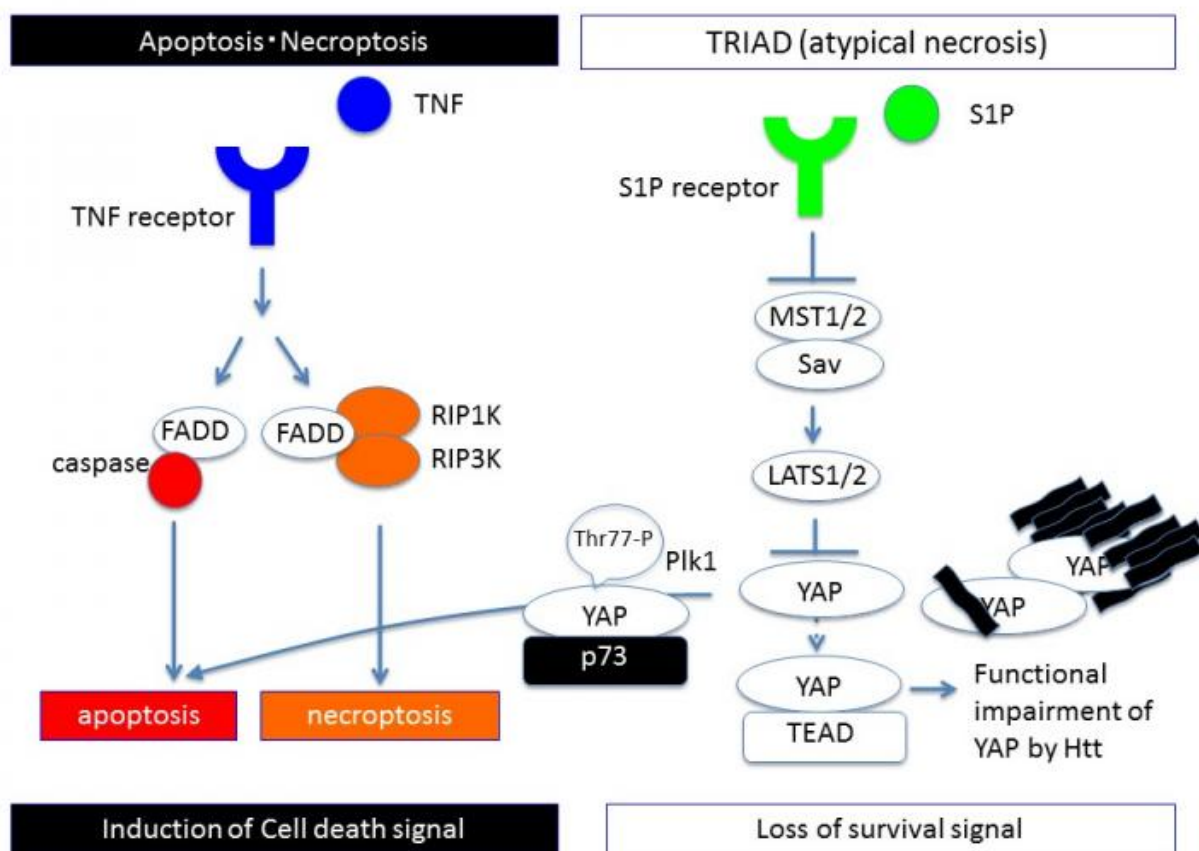 Apoptosis・Necroptosis
TRIAD (atypical necrosis)
TNF
S1P
TNF receptor
S1P receptor
MST1/2
Sav
FADD
FADD
RIP1K
RIP3K
caspase
LATS1/2
Thr77-P
Plk1
YAP
p73
YAP
YAP
YAP
YAP
TEAD
Functional
impairment of
YAP by Htt
apoptosis
necroptosis
Induction of Cell death signal
Loss of survival signal